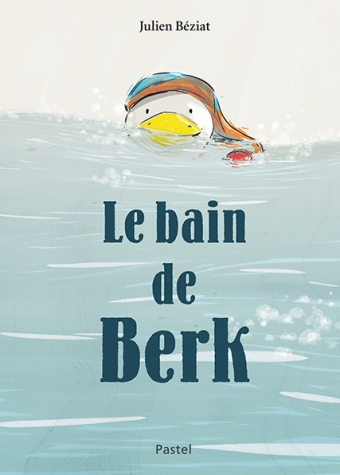 Julien Béziat
Le bain
de
Berk
Pastel